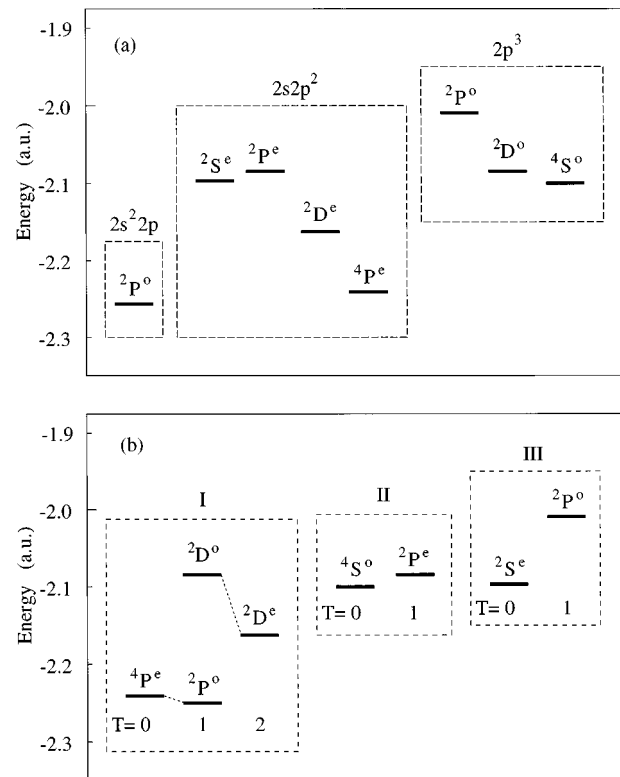 (a)
2p³
2s2p²
2s²2p
²Pᵒ
²Dᵒ
⁴Sᵒ
²Sᵉ
²Pᵉ
²Dᵉ
⁴Pᵉ
²Pᵒ
-1.9
-2.0
-2.1
-2.2
-2.3
Energy (a.u.)
(b)
I
II
III
²Dᵒ
²Dᵉ
⁴Pᵉ
²Pᵒ
T= 0 1 2
⁴Sᵒ
²Pᵉ
T= 0 1
²Pᵒ
²Sᵉ
T= 0 1
-1.9
-2.0
-2.1
-2.2
-2.3
Energy (a.u.)